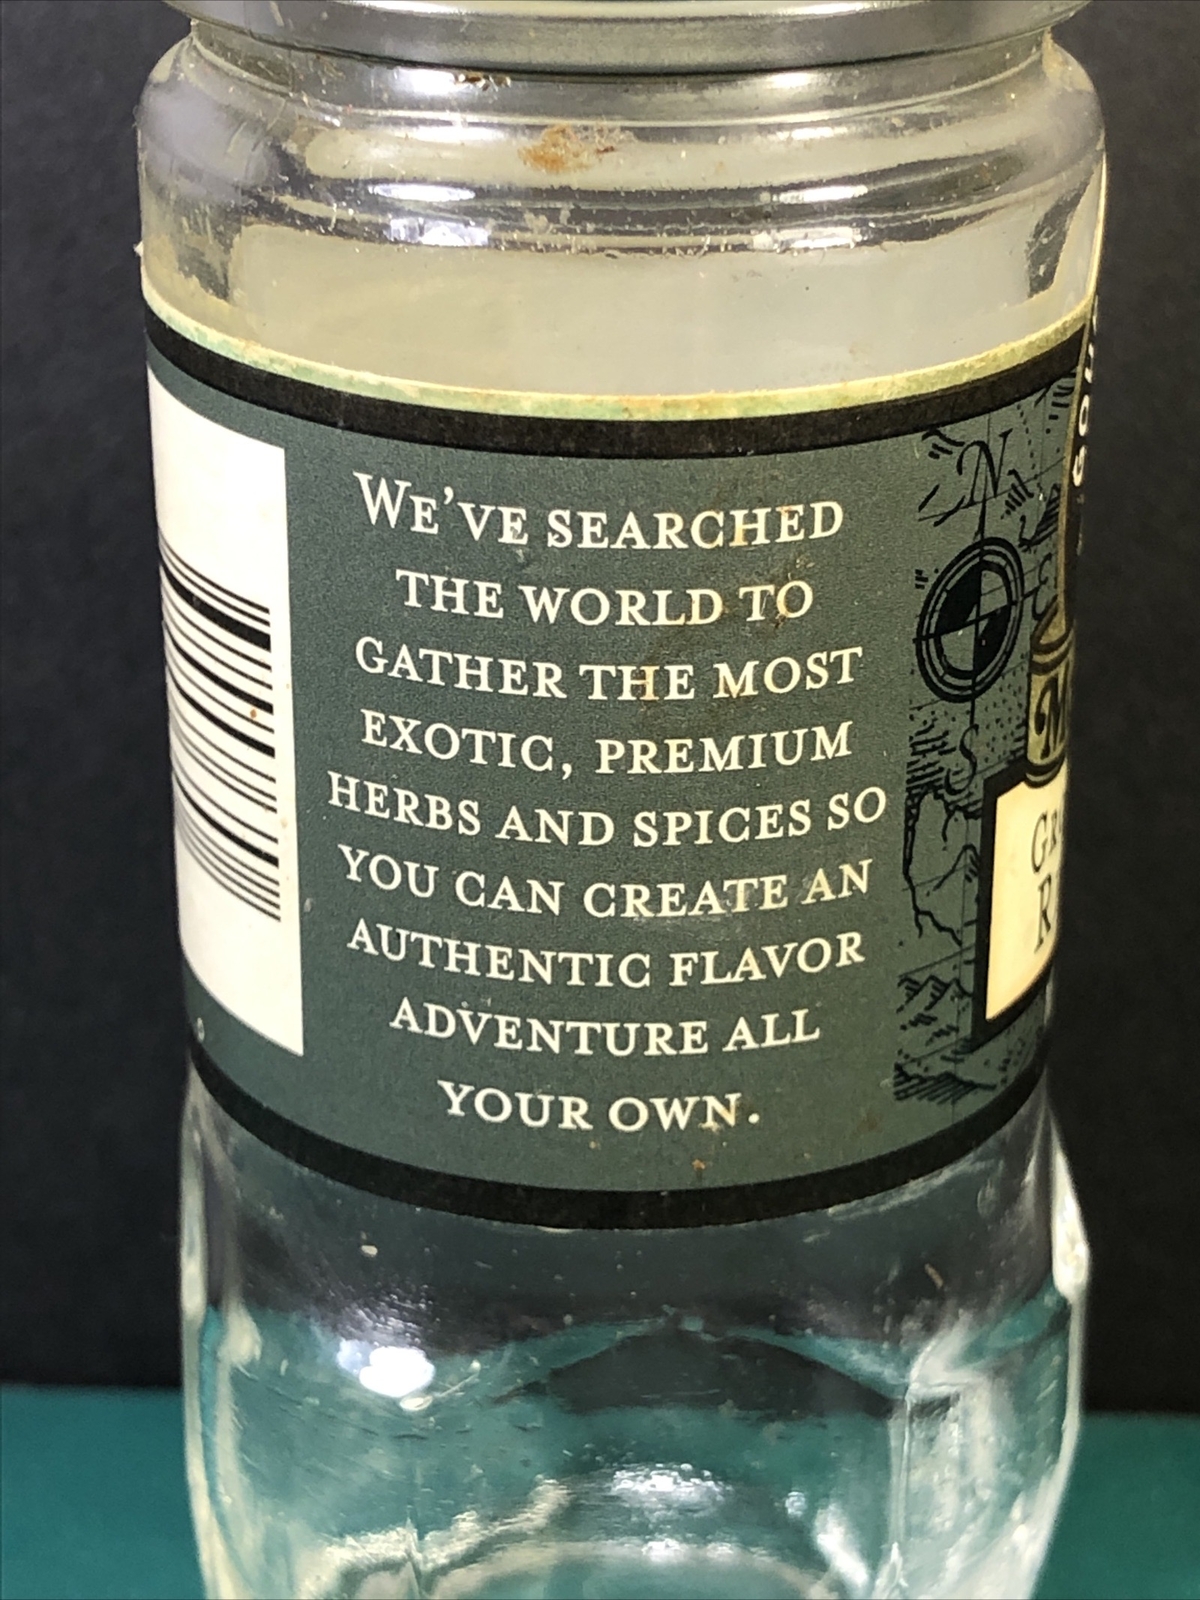 WE'VE SEARCHED
THE WORLD TO
GATHER THE MOST
EXOTIC, PREMIUM
HERBS AND SPICES SO
YOU CAN CREATE AN
AUTHENTIC FLAVOR
ADVENTURE ALL
YOUR OWN.
N
E
S